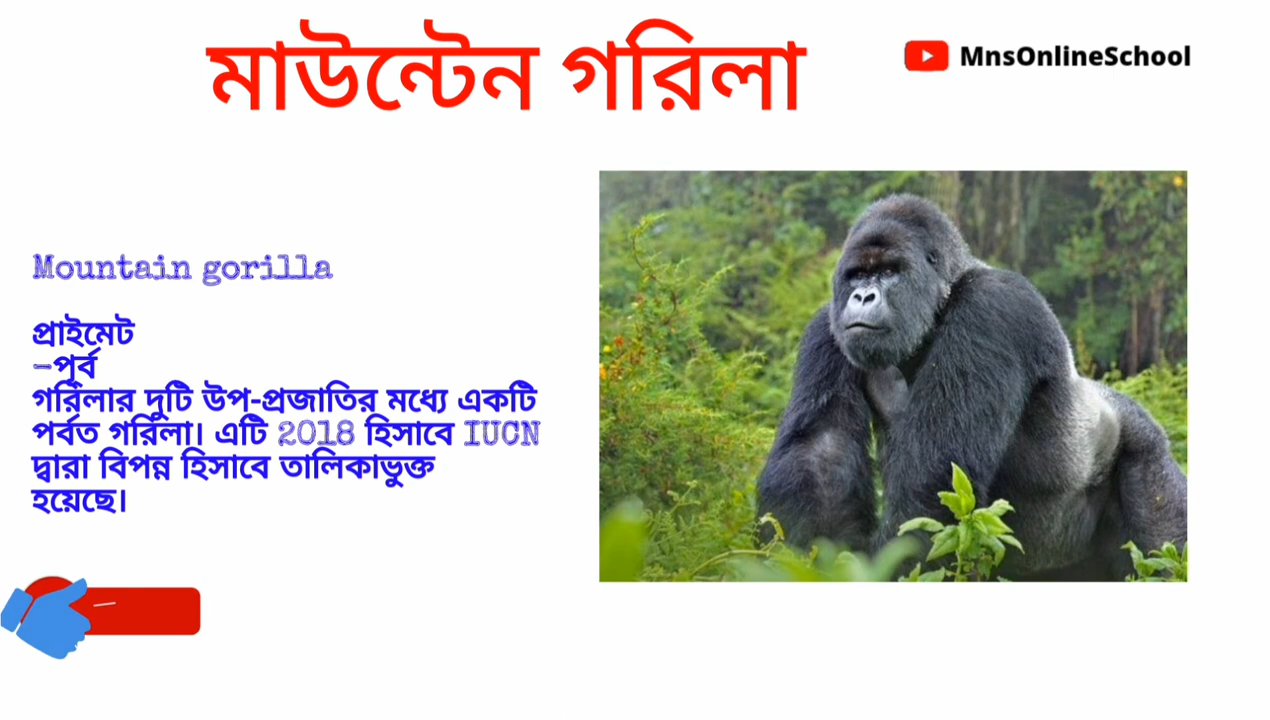 মাউন্টেন গরিলা
MnsOnlineSchool
Mountain gorilla
প্রাইমেট
–পূর্ব
গরিলার দুটি উপ-প্রজাতির মধ্যে একটি
পর্বত গরিলা। এটি 2018 হিসাবে IUCN
দ্বারা বিপন্ন হিসাবে তালিকাভুক্ত
হয়েছে।